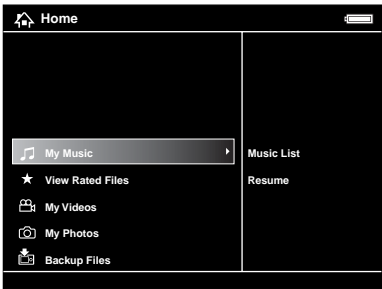 Home
My Music
Music List
View Rated Files
Resume
My Videos
My Photos
Backup Files